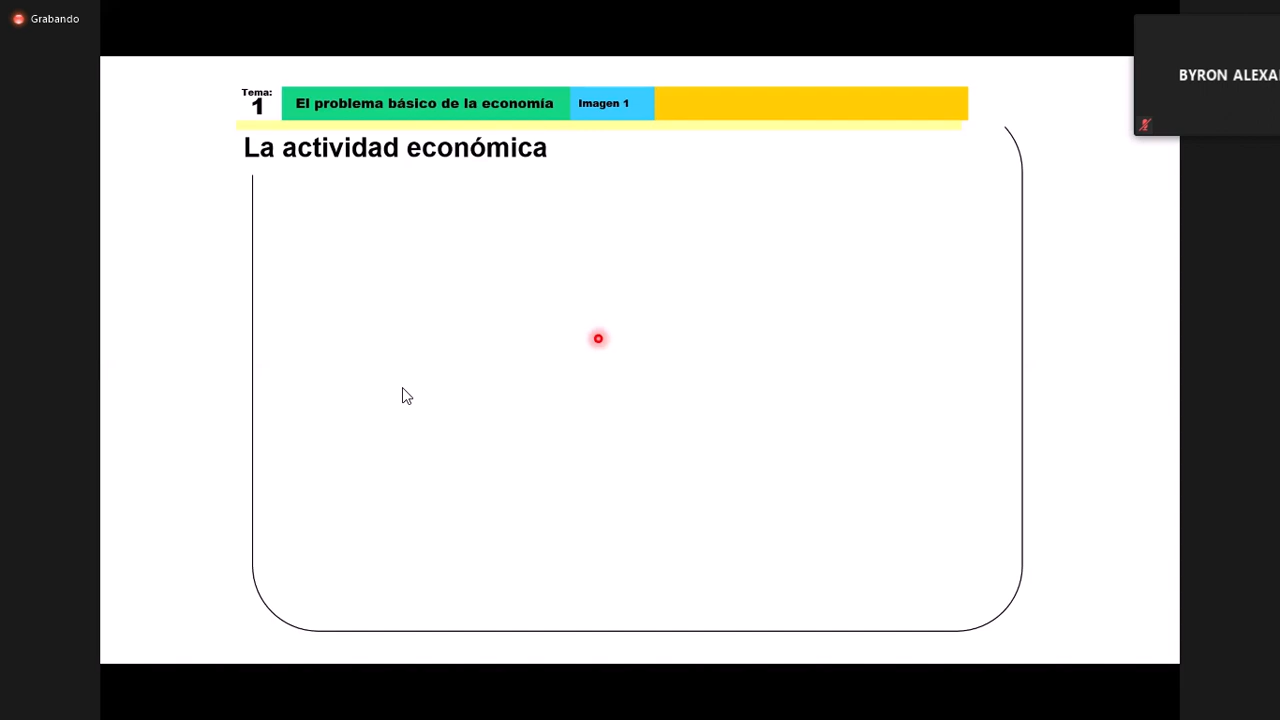 Grabando
BYRON ALEXA
Tema:
1
El problema básico de la economía
Imagen 1
La actividad económica